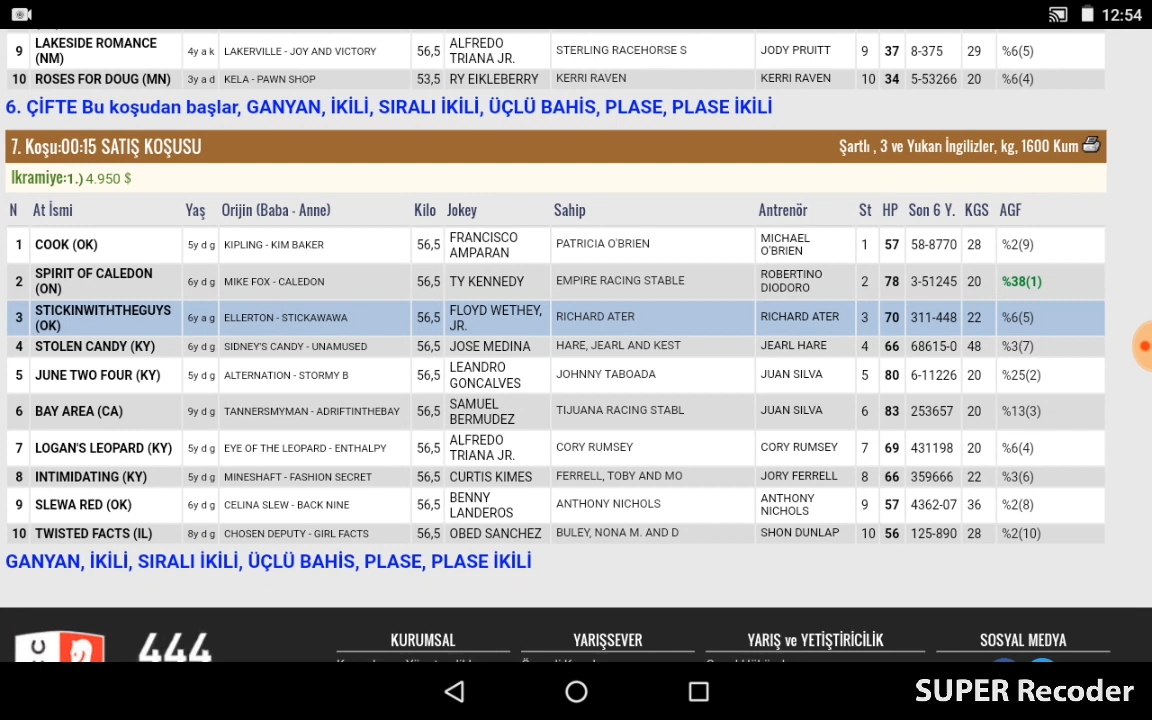 12:54
9 LAKESIDE ROMANCE (NM) 4y a k LAKERVILLE - JOY AND VICTORY 56,5 ALFREDO TRIANA JR. STERLING RACEHORSE S JODY PRUITT 9 37 8-375 29 %6(5)
10 ROSES FOR DOUG (MN) 3y a d KELA - PAWN SHOP 53,5 RY EIKLEBERRY KERRI RAVEN KERRI RAVEN 10 34 5-53266 20 %6(4)
6. ÇİFTE Bu koşudan başlar, GANYAN, İKİLİ, SIRALI İKİLİ, ÜÇLÜ BAHİS, PLASE, PLASE İKİLİ
7. Koşu:00:15 SATIŞ KOŞUSU Şartlı , 3 ve Yukarı İngilizler, kg, 1600 Kum
İkramiye:1.) 4.950 $
N At İsmi Yaş Orijin (Baba - Anne) Kilo Jokey Sahip Antrenör St HP Son 6 Y. KGS AGF
1 COOK (OK) 5y d g KIPLING - KIM BAKER 56,5 FRANCISCO AMPARAN PATRICIA O'BRIEN MICHAEL O'BRIEN 1 57 58-8770 28 %2(9)
2 SPIRIT OF CALEDON (ON) 6y d g MIKE FOX - CALEDON 56,5 TY KENNEDY EMPIRE RACING STABLE ROBERTINO DIODORO 2 78 3-51245 20 %38(1)
3 STICKINWITHTHEGUYS (OK) 6y a g ELLERTON - STICKAWAWA 56,5 FLOYD WETHEY, JR. RICHARD ATER RICHARD ATER 3 70 311-448 22 %6(5)
4 STOLEN CANDY (KY) 6y d g SIDNEY'S CANDY - UNAMUSED 56,5 JOSE MEDINA HARE, JEARL AND KEST JEARL HARE 4 66 68615-0 48 %3(7)
5 JUNE TWO FOUR (KY) 5y d g ALTERNATION - STORMY B 56,5 LEANDRO GONCALVES JOHNNY TABOADA JUAN SILVA 5 80 6-11226 20 %25(2)
6 BAY AREA (CA) 9y d g TANNERSMYMAN - ADRIFTINTHEBAY 56,5 SAMUEL BERMUDEZ TIJUANA RACING STABL JUAN SILVA 6 83 253657 20 %13(3)
7 LOGAN'S LEOPARD (KY) 5y d g EYE OF THE LEOPARD - ENTHALPY 56,5 ALFREDO TRIANA JR. CORY RUMSEY CORY RUMSEY 7 69 431198 20 %6(4)
8 INTIMIDATING (KY) 5y d g MINESHAFT - FASHION SECRET 56,5 CURTIS KIMES FERRELL, TOBY AND MO JORY FERRELL 8 66 359666 22 %3(6)
9 SLEWA RED (OK) 6y d g CELINA SLEW - BACK NINE 56,5 BENNY LANDEROS ANTHONY NICHOLS ANTHONY NICHOLS 9 57 4362-07 36 %2(8)
10 TWISTED FACTS (IL) 8y d g CHOSEN DEPUTY - GIRL FACTS 56,5 OBED SANCHEZ BULEY, NONA M. AND D SHON DUNLAP 10 56 125-890 28 %2(10)
GANYAN, İKİLİ, SIRALI İKİLİ, ÜÇLÜ BAHİS, PLASE, PLASE İKİLİ
444 KURUMSAL YARIŞSEVER YARIŞ ve YETİŞTİRİCİLİK SOSYAL MEDYA
SUPER Recoder